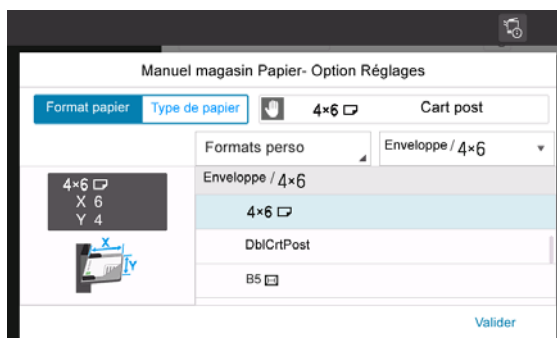 Manuel magasin Papier- Option Réglages
Format papier Type de papier 4×6 Cart post
Formats perso Enveloppe / 4×6
4×6
X 6
Y 4
X
Y
Enveloppe / 4×6
4×6
DblCrtPost
B5
Valider